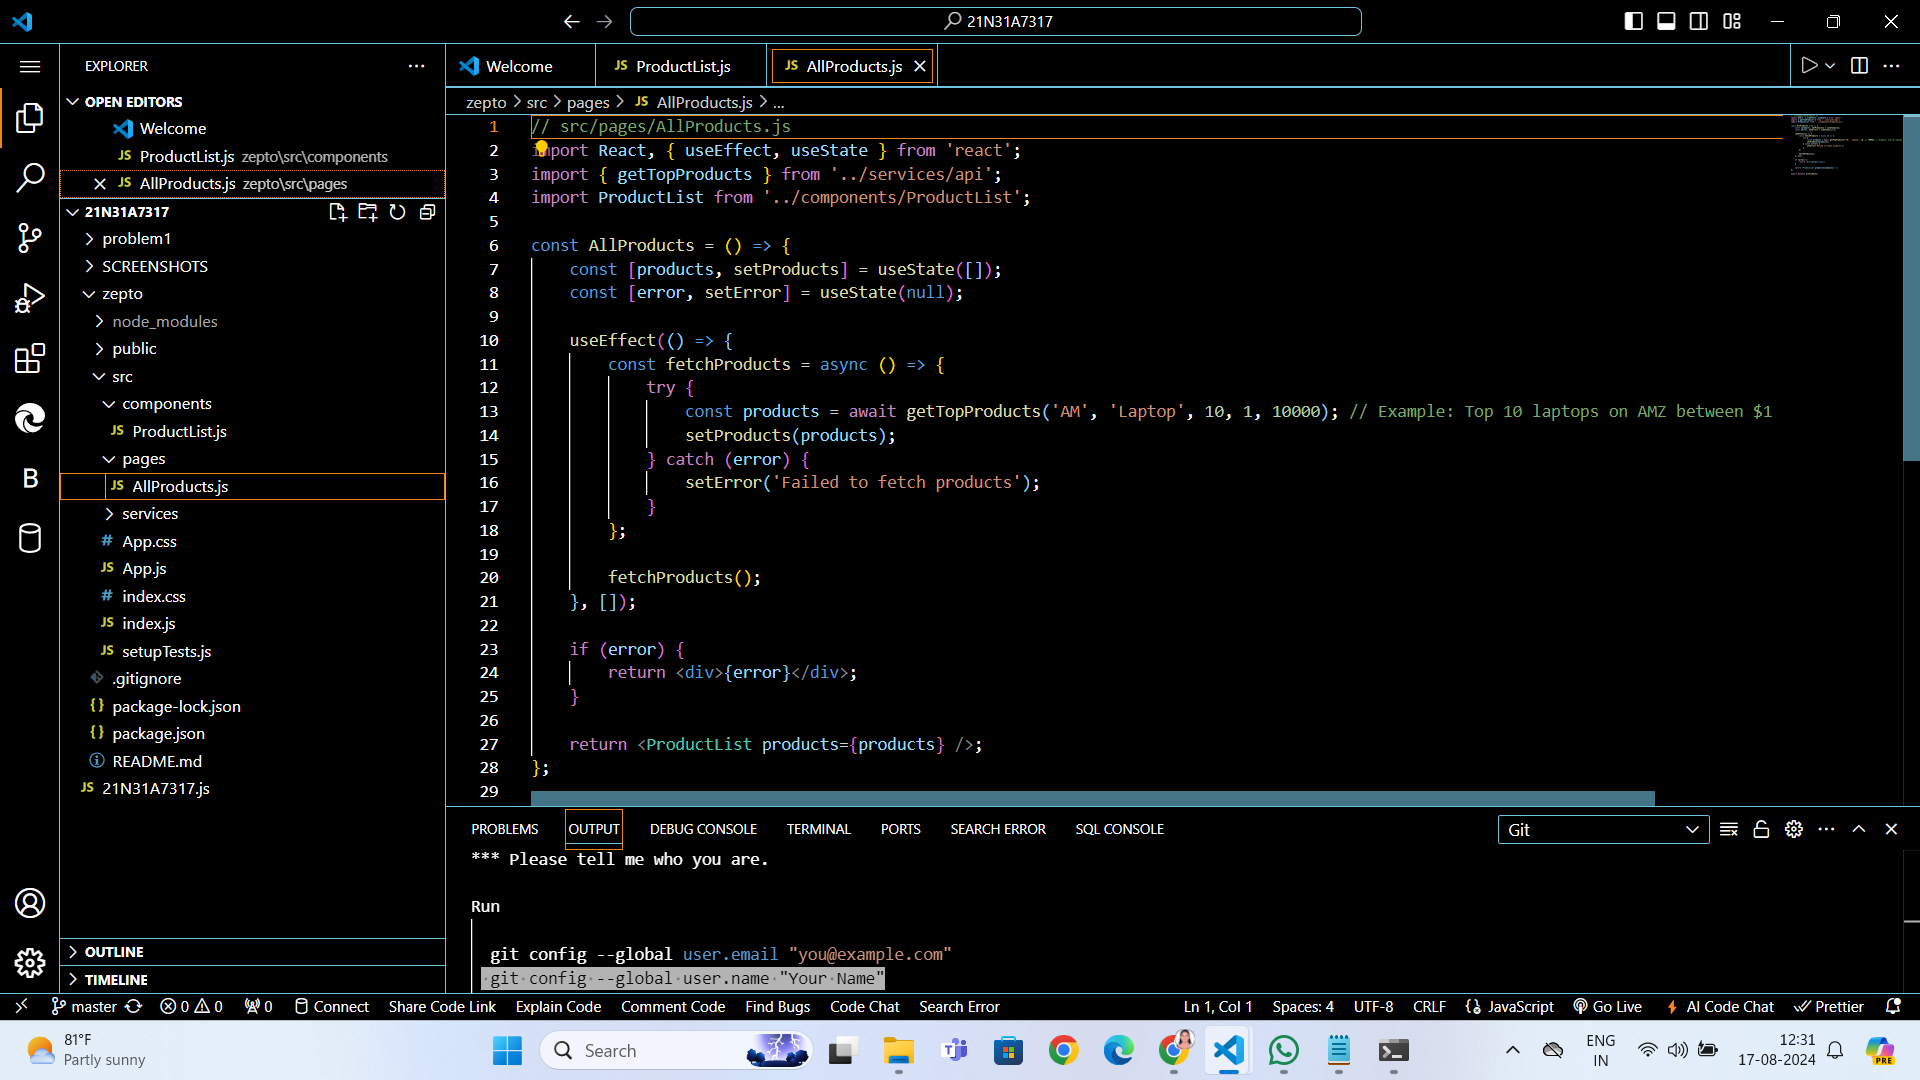 21N31A7317
EXPLORER
OPEN EDITORS
Welcome
JS ProductList.js zepto\src\components
JS AllProducts.js zepto\src\pages
21N31A7317
problem1
SCREENSHOTS
zepto
node_modules
public
src
components
JS ProductList.js
pages
JS AllProducts.js
services
# App.css
JS App.js
# index.css
JS index.js
JS setupTests.js
.gitignore
{} package-lock.json
{} package.json
README.md
JS 21N31A7317.js
OUTLINE
TIMELINE
B
Welcome
JS ProductList.js
JS AllProducts.js
zepto > src > pages > JS AllProducts.js > ...
1 // src/pages/AllProducts.js
2 import React, { useEffect, useState } from 'react';
3 import { getTopProducts } from '../services/api';
4 import ProductList from '../components/ProductList';
5
6 const AllProducts = () => {
7 const [products, setProducts] = useState([]);
8 const [error, setError] = useState(null);
9
10 useEffect(() => {
11 const fetchProducts = async () => {
12 try {
13 const products = await getTopProducts('AM', 'Laptop', 10, 1, 10000); // Example: Top 10 laptops on AMZ between $1
14 setProducts(products);
15 } catch (error) {
16 setError('Failed to fetch products');
17 }
18 };
19
20 fetchProducts();
21 }, []);
22
23 if (error) {
24 return <div>{error}</div>;
25 }
26
27 return <ProductList products={products} />;
28 };
29
PROBLEMS OUTPUT DEBUG CONSOLE TERMINAL PORTS SEARCH ERROR SQL CONSOLE Git
*** Please tell me who you are.
Run
git config --global user.email "you@example.com"
git config --global user.name "Your Name"
master 0 0 0 Connect Share Code Link Explain Code Comment Code Find Bugs Code Chat Search Error Ln 1, Col 1 Spaces: 4 UTF-8 CRLF {} JavaScript Go Live AI Code Chat Prettier
81°F
Partly sunny
Search
ENG
IN
12:31
17-08-2024
PRE